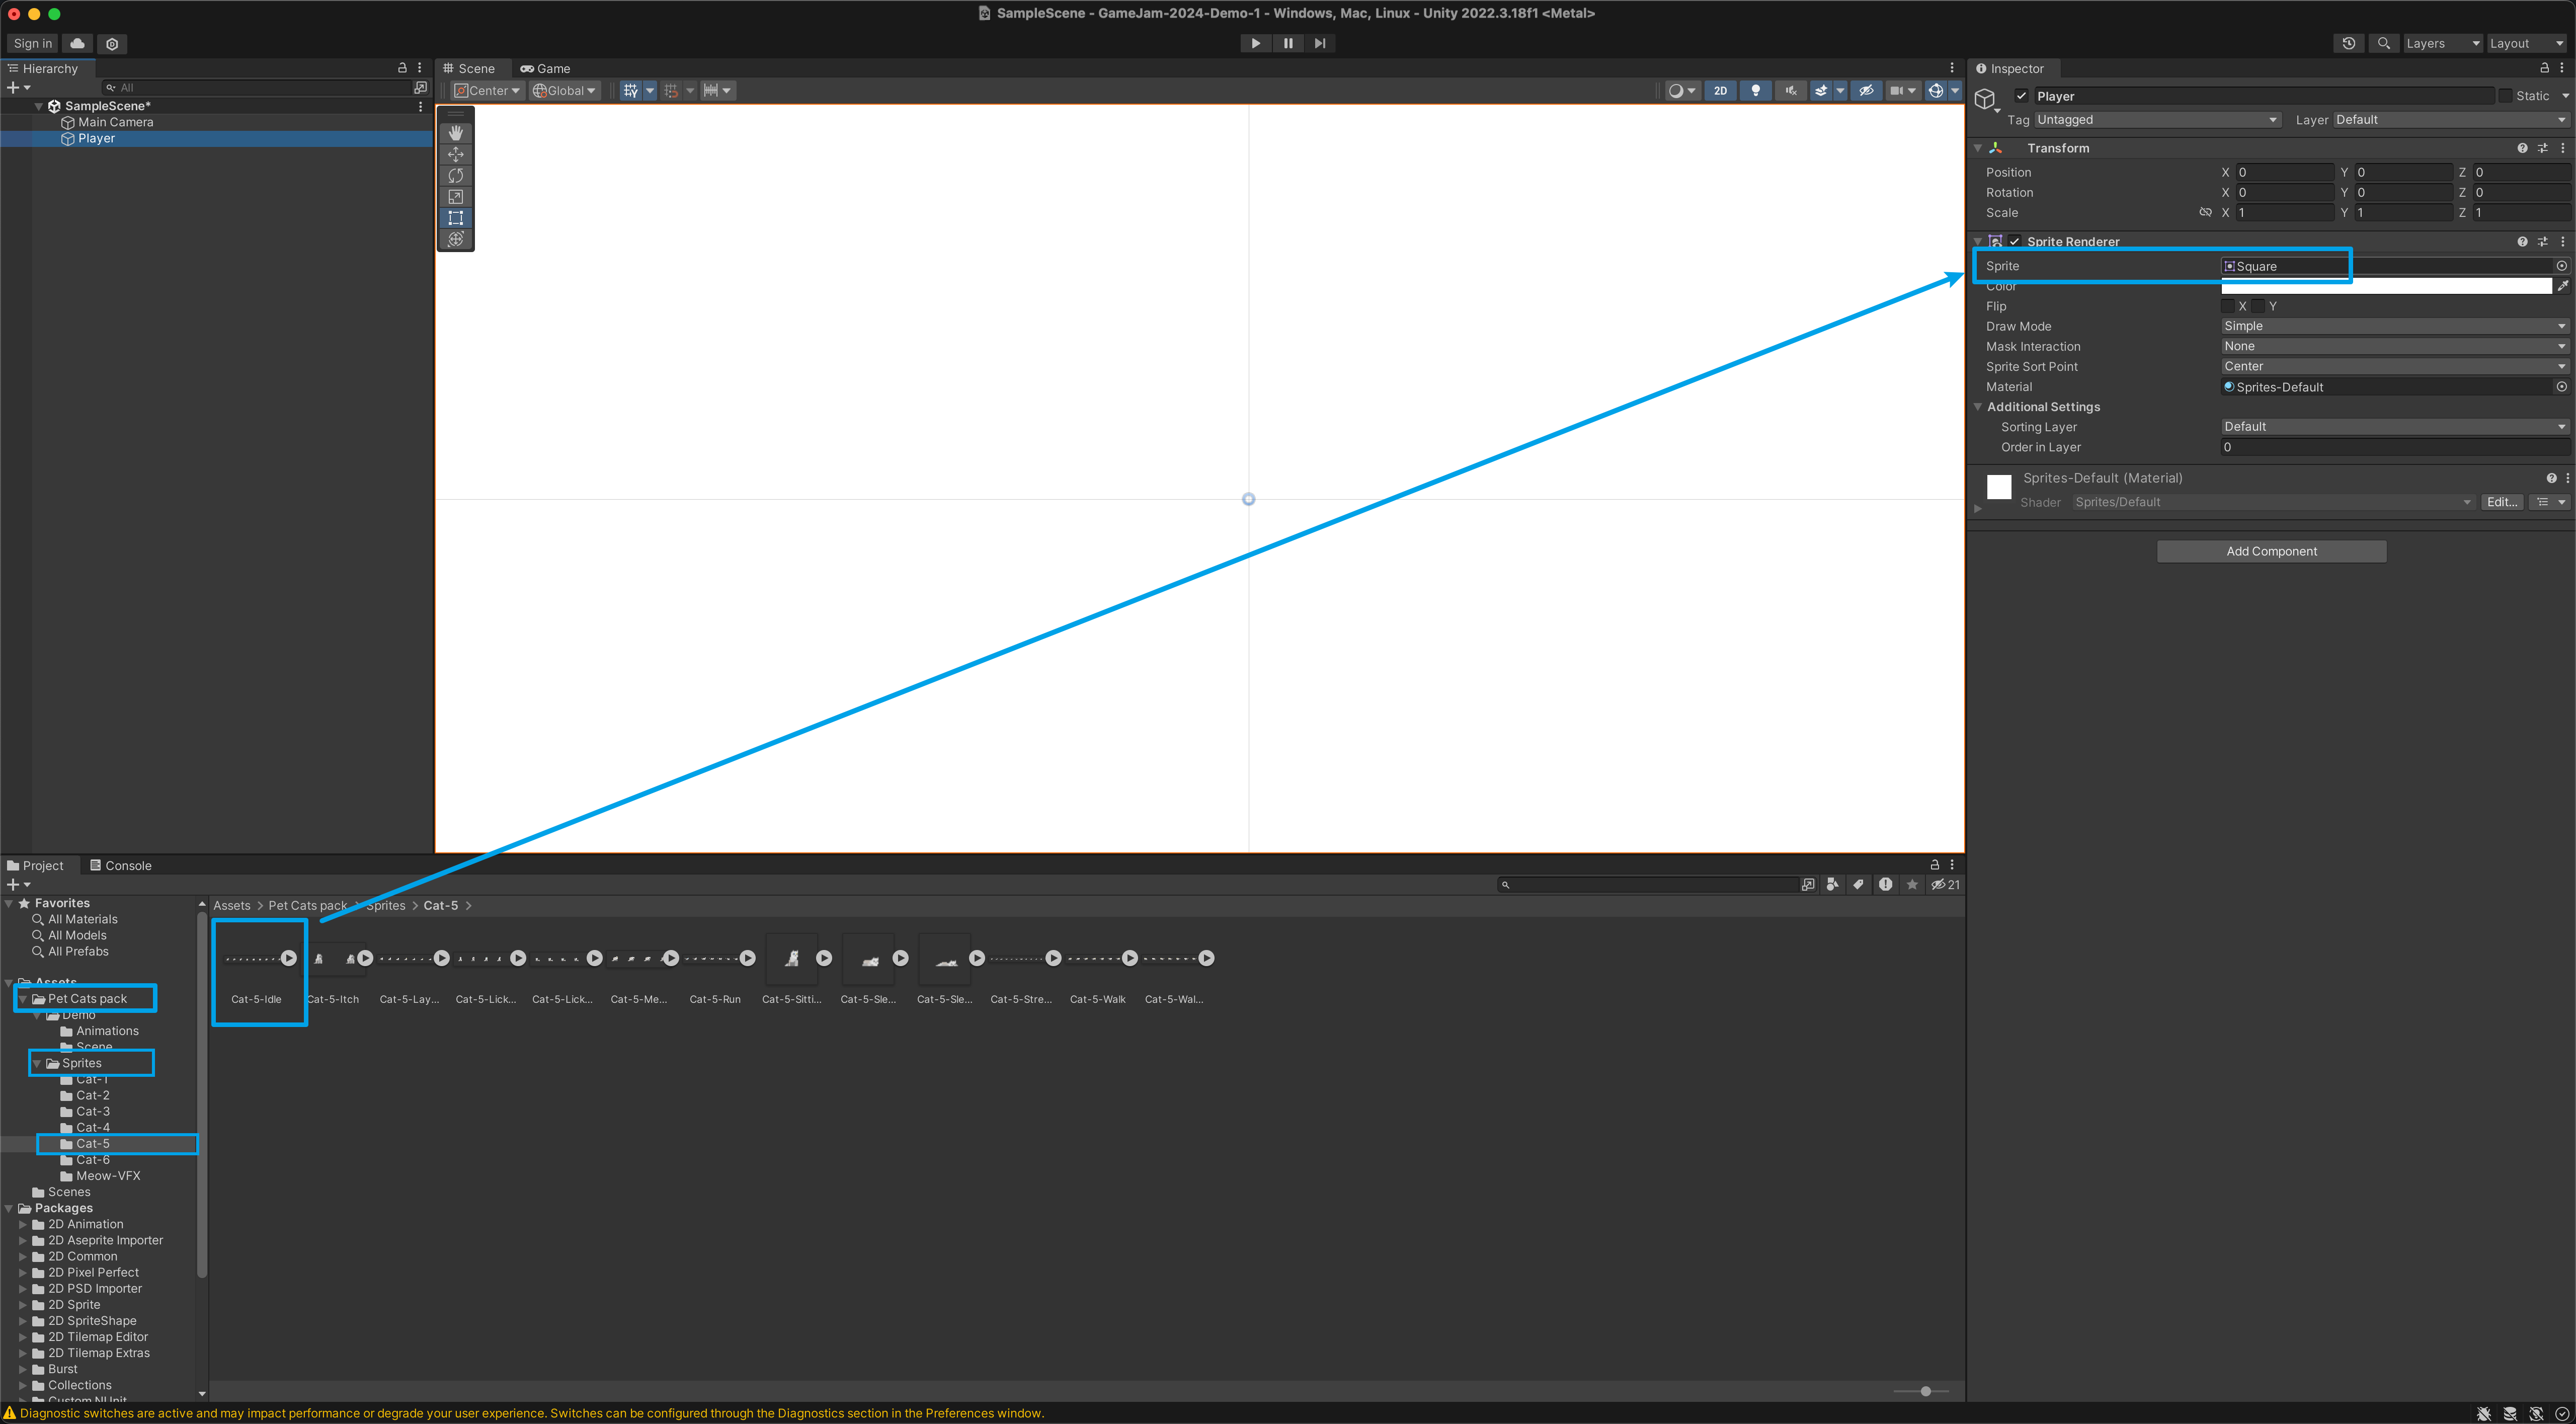 SampleScene - GameJam-2024-Demo-1 - Windows, Mac, Linux - Unity 2022.3.18f1 <Metal>
Sign in
Layers
Layout
Hierarchy
All
SampleScene*
Main Camera
Player
Scene
Game
Center
Global
2D
Inspector
Player
Static
Tag Untagged
Layer Default
Transform
Position X 0 Y 0 Z 0
Rotation X 0 Y 0 Z 0
Scale X 1 Y 1 Z 1
Sprite Renderer
Sprite Square
Color
Flip X Y
Draw Mode Simple
Mask Interaction None
Sprite Sort Point Center
Material Sprites-Default
Additional Settings
Sorting Layer Default
Order in Layer 0
Sprites-Default (Material)
Shader Sprites/Default Edit...
Add Component
Project
Console
21
Favorites
All Materials
All Models
All Prefabs
Assets
Pet Cats pack
Demo
Animations
Scene
Sprites
Cat-1
Cat-2
Cat-3
Cat-4
Cat-5
Cat-6
Meow-VFX
Scenes
Packages
2D Animation
2D Aseprite Importer
2D Common
2D Pixel Perfect
2D PSD Importer
2D Sprite
2D SpriteShape
2D Tilemap Editor
2D Tilemap Extras
Burst
Collections
Custom NUnit
Assets > Pet Cats pack > Sprites > Cat-5 >
Cat-5-Idle
Cat-5-Itch
Cat-5-Lay...
Cat-5-Lick...
Cat-5-Lick...
Cat-5-Me...
Cat-5-Run
Cat-5-Sitti...
Cat-5-Sle...
Cat-5-Sle...
Cat-5-Stre...
Cat-5-Walk
Cat-5-Wal...
Diagnostic switches are active and may impact performance or degrade your user experience. Switches can be configured through the Diagnostics section in the Preferences window.